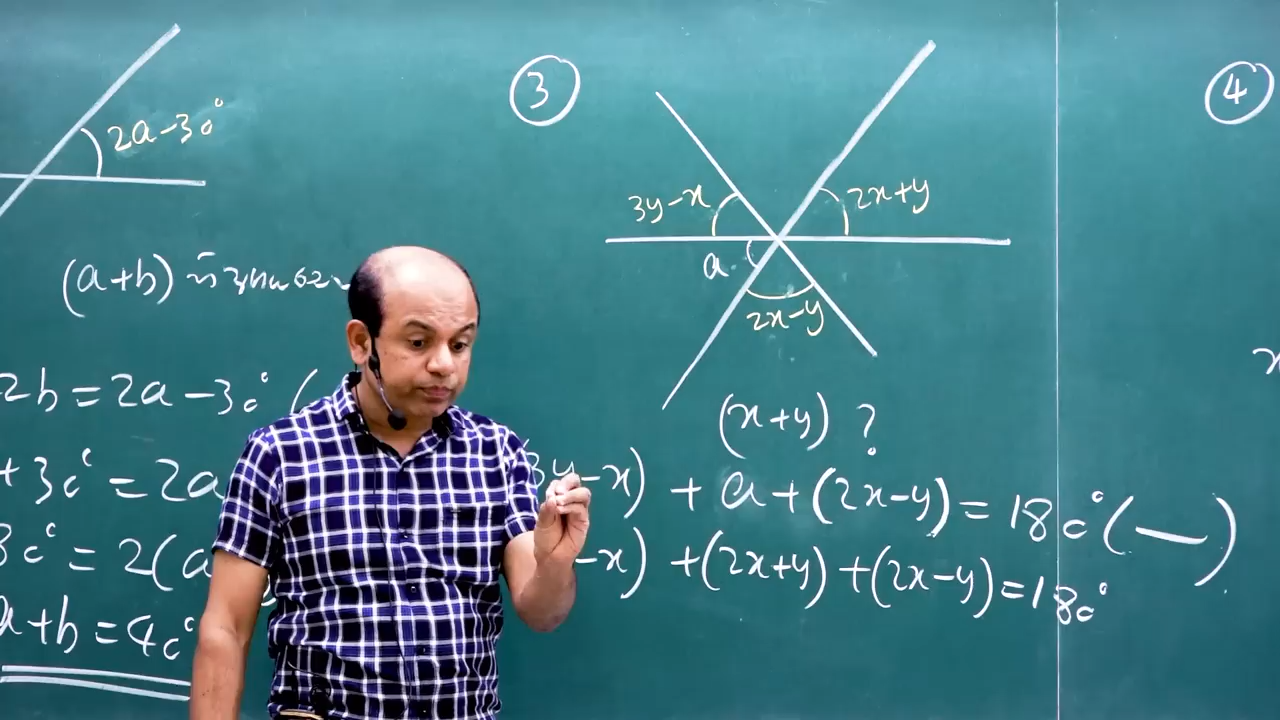 2a-30°
(a+b)
2b = 2a - 30° (
+ 30° = 2a
30° = 2(a
a+b = 40°
3
3y-x
2x+y
a
2x-y
(x+y) ?
3y-x) + a + (2x-y) = 180° (—)
-x) + (2x+y) + (2x-y) = 180°
4
x